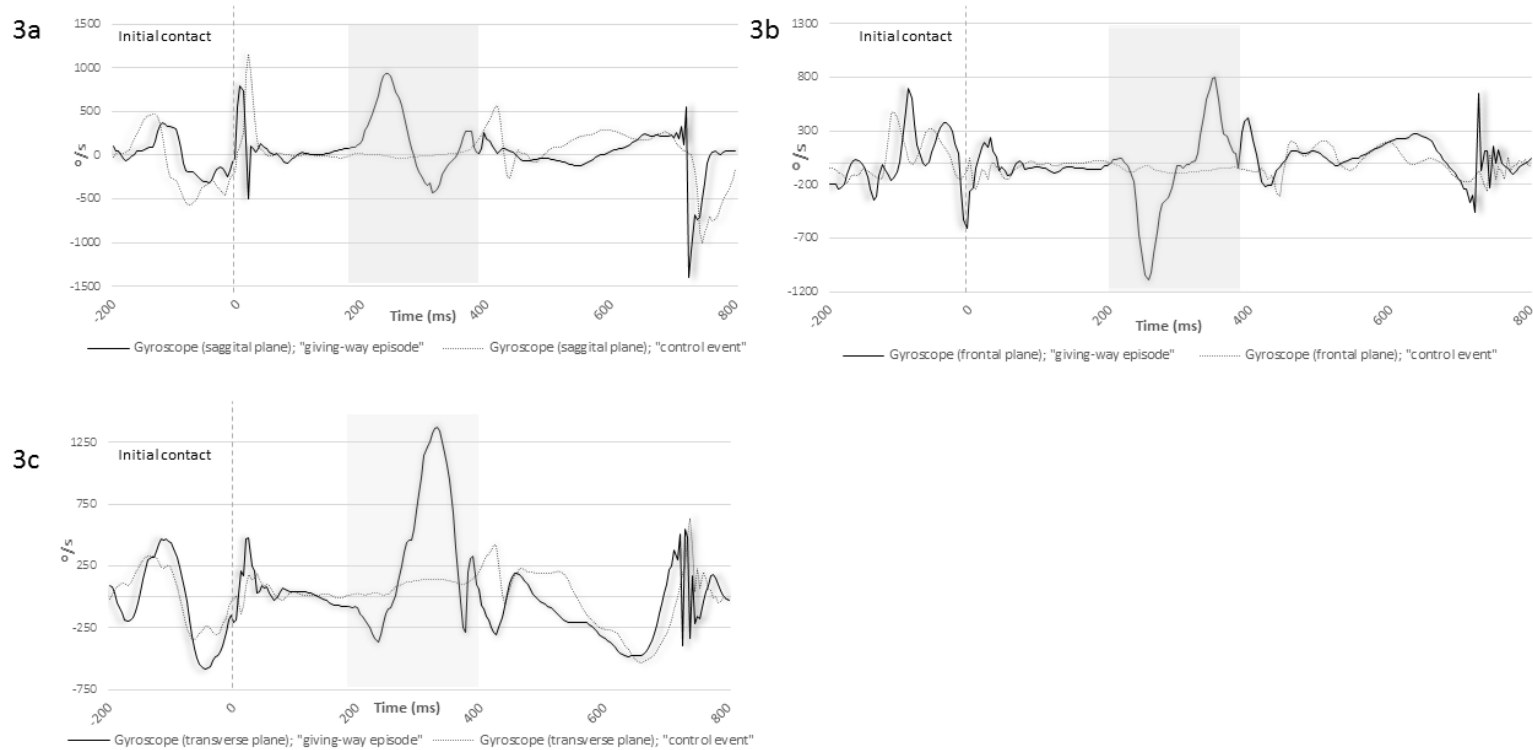 3a
1500
1000
500
0
-500
-1000
-1500
º/s
Initial contact
-200
0
200
400
600
800
Time (ms)
Gyroscope (saggital plane); "giving-way episode"
Gyroscope (saggital plane); "control event"
3b
1300
800
300
-200
-700
-1200
º/s
Initial contact
-200
0
200
400
600
800
Time (ms)
Gyroscope (frontal plane); "giving-way episode"
Gyroscope (frontal plane); "control event"
3c
1250
750
250
-250
-750
º/s
Initial contact
-200
0
200
400
600
800
Time (ms)
Gyroscope (transverse plane); "giving-way episode"
Gyroscope (transverse plane); "control event"